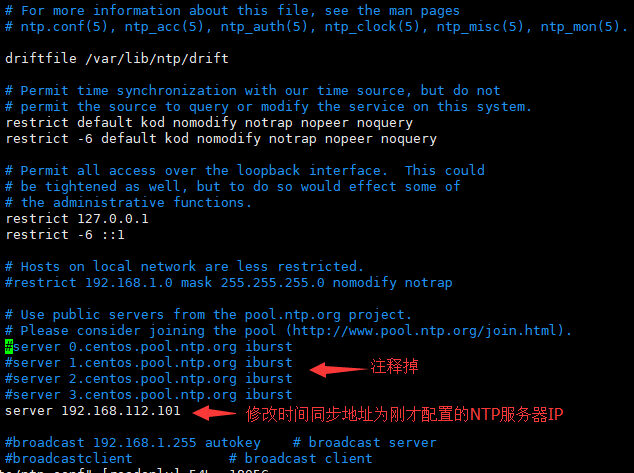 # For more information about this file, see the man pages
# ntp.conf(5), ntp_acc(5), ntp_auth(5), ntp_clock(5), ntp_misc(5), ntp_mon(5).
driftfile /var/lib/ntp/drift
# Permit time synchronization with our time source, but do not
# permit the source to query or modify the service on this system.
restrict default kod nomodify notrap nopeer noquery
restrict -6 default kod nomodify notrap nopeer noquery
# Permit all access over the loopback interface.  This could
# be tightened as well, but to do so would effect some of
# the administrative functions.
restrict 127.0.0.1
restrict -6 ::1
# Hosts on local network are less restricted.
#restrict 192.168.1.0 mask 255.255.255.0 nomodify notrap
# Use public servers from the pool.ntp.org project.
# Please consider joining the pool (http://www.pool.ntp.org/join.html).
#server 0.centos.pool.ntp.org iburst
#server 1.centos.pool.ntp.org iburst
注释掉
#server 2.centos.pool.ntp.org iburst
#server 3.centos.pool.ntp.org iburst
server 192.168.112.101
修改时间同步地址为刚才配置的NTP服务器IP
#broadcast 192.168.1.255 autokey    # broadcast server
#broadcastclient            # broadcast client